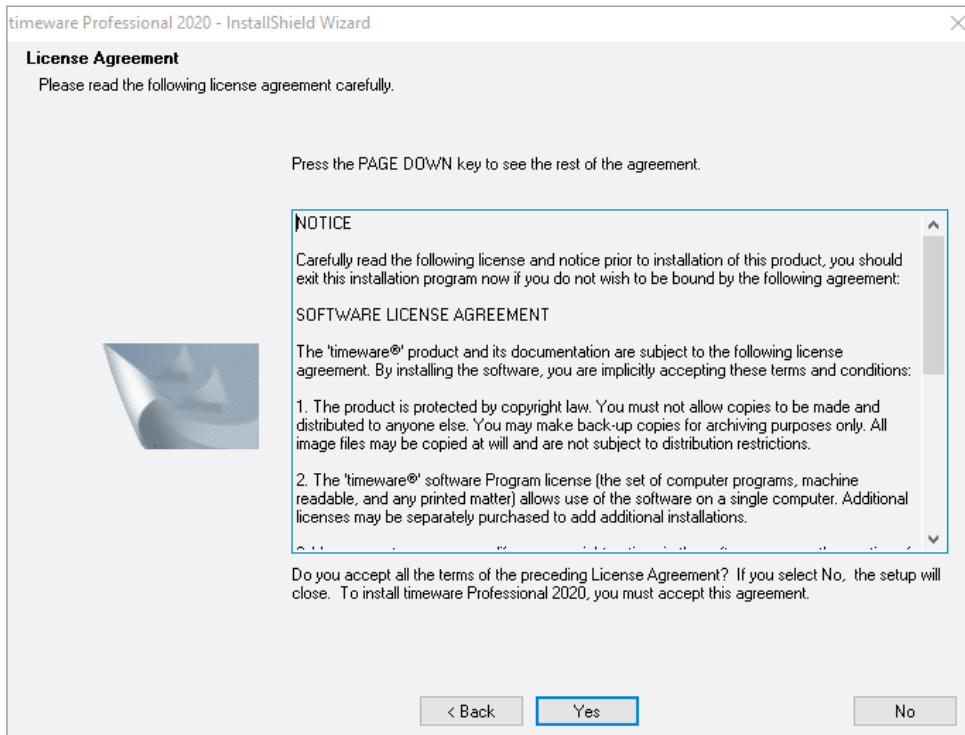 timeware Professional 2020 - InstallShield Wizard
License Agreement
Please read the following license agreement carefully.
Press the PAGE DOWN key to see the rest of the agreement.
NOTICE
Carefully read the following license and notice prior to installation of this product, you should
exit this installation program now if you do not wish to be bound by the following agreement:
SOFTWARE LICENSE AGREEMENT
The 'timeware®' product and its documentation are subject to the following license
agreement. By installing the software, you are implicitly accepting these terms and conditions:
1. The product is protected by copyright law. You must not allow copies to be made and
distributed to anyone else. You may make back-up copies for archiving purposes only. All
image files may be copied at will and are not subject to distribution restrictions.
2. The 'timeware®' software Program license (the set of computer programs, machine
readable, and any printed matter) allows use of the software on a single computer. Additional
licenses may be separately purchased to add additional installations.
Do you accept all the terms of the preceding License Agreement? If you select No, the setup will
close. To install timeware Professional 2020, you must accept this agreement.
< Back
Yes
No